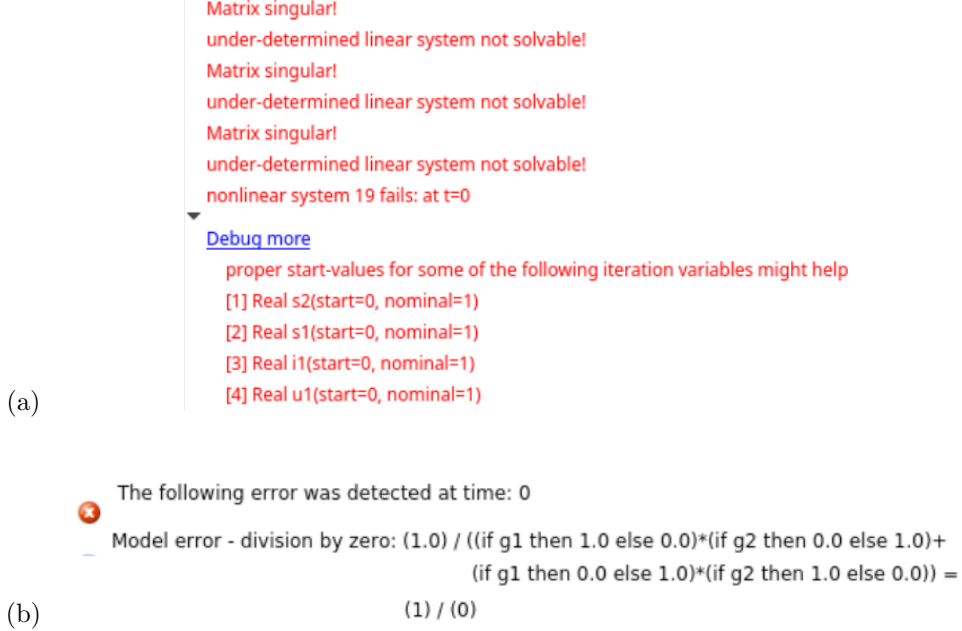 Matrix singular!
under-determined linear system not solvable!
Matrix singular!
under-determined linear system not solvable!
Matrix singular!
under-determined linear system not solvable!
nonlinear system 19 fails: at t=0
Debug more
proper start-values for some of the following iteration variables might help
[1] Real s2(start=0, nominal=1)
[2] Real s1(start=0, nominal=1)
[3] Real i1(start=0, nominal=1)
[4] Real u1(start=0, nominal=1)
(a)
The following error was detected at time: 0
Model error - division by zero: (1.0) / ((if g1 then 1.0 else 0.0)*(if g2 then 0.0 else 1.0)+
(if g1 then 0.0 else 1.0)*(if g2 then 1.0 else 0.0)) =
(1) / (0)
(b)